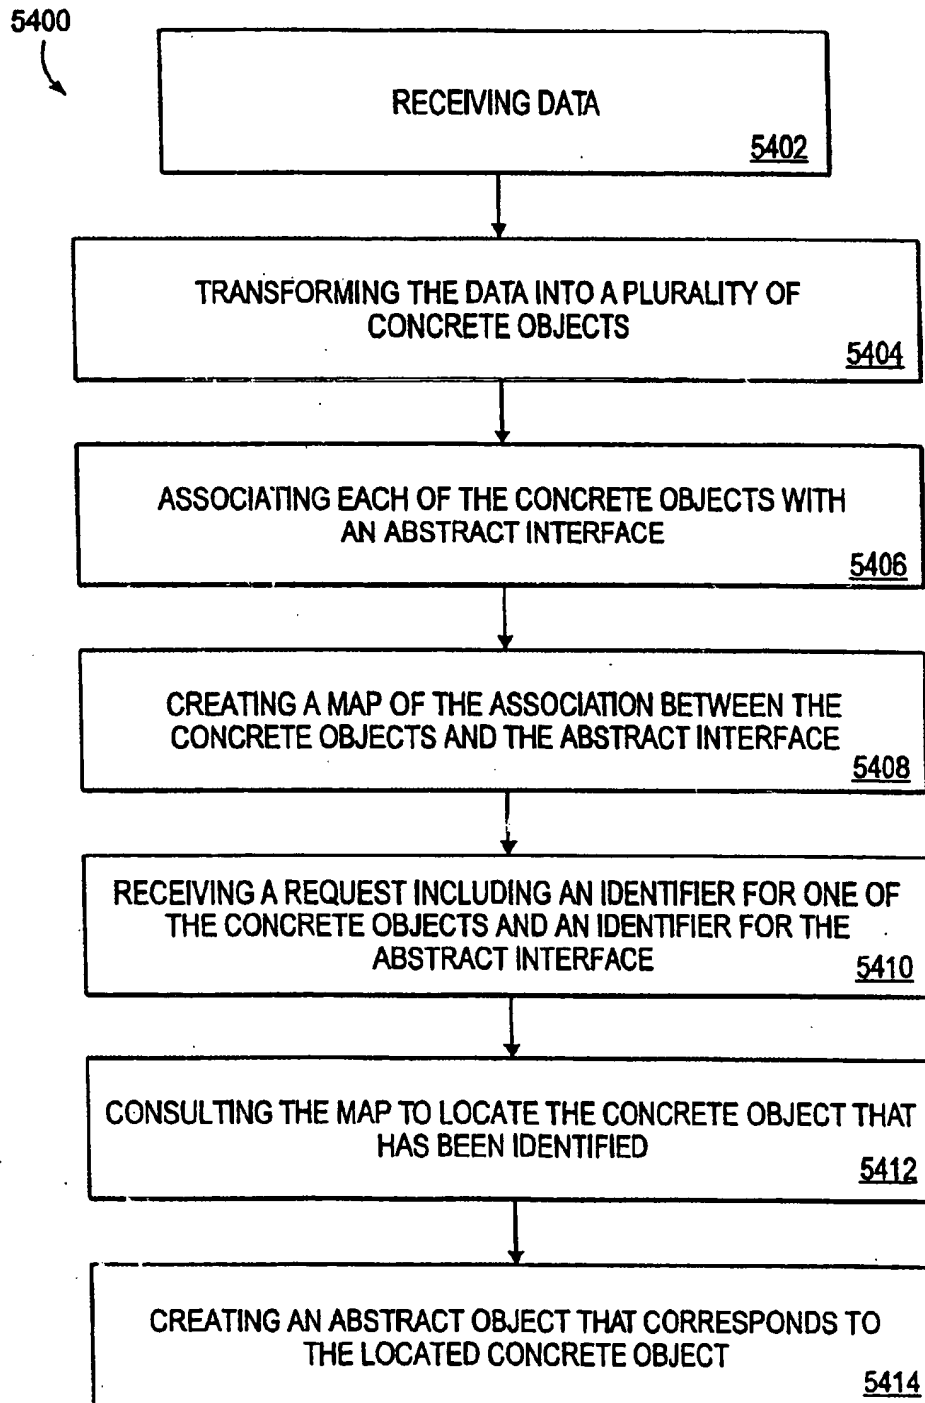 5400
RECEIVING DATA
5402
TRANSFORMING THE DATA INTO A PLURALITY OF
CONCRETE OBJECTS
5404
ASSOCIATING EACH OF THE CONCRETE OBJECTS WITH
AN ABSTRACT INTERFACE
5406
CREATING A MAP OF THE ASSOCIATION BETWEEN THE
CONCRETE OBJECTS AND THE ABSTRACT INTERFACE
5408
RECEIVING A REQUEST INCLUDING AN IDENTIFIER FOR ONE OF
THE CONCRETE OBJECTS AND AN IDENTIFIER FOR THE
ABSTRACT INTERFACE
5410
CONSULTING THE MAP TO LOCATE THE CONCRETE OBJECT THAT
HAS BEEN IDENTIFIED
5412
CREATING AN ABSTRACT OBJECT THAT CORRESPONDS TO
THE LOCATED CONCRETE OBJECT
5414